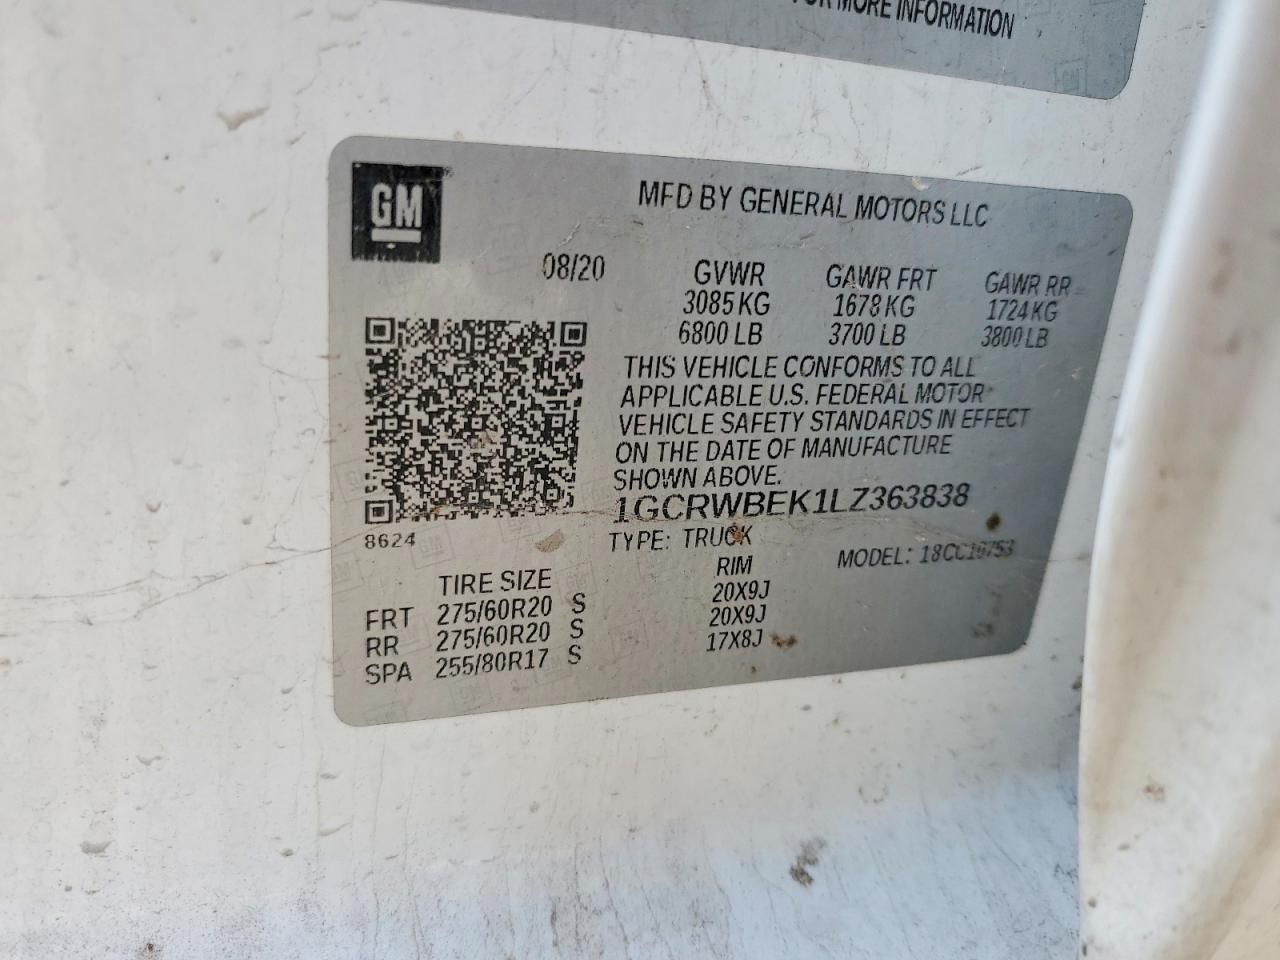 FOR MORE INFORMATION
GM
MFD BY GENERAL MOTORS LLC
08/20
GVWR GAWR FRT GAWR RR
3085 KG 1678 KG 1724 KG
6800 LB 3700 LB 3800 LB
THIS VEHICLE CONFORMS TO ALL
APPLICABLE U.S. FEDERAL MOTOR
VEHICLE SAFETY STANDARDS IN EFFECT
ON THE DATE OF MANUFACTURE
SHOWN ABOVE.
1GCRWBEK1LZ363838
8624
TYPE: TRUCK
MODEL: 18CC10753
TIRE SIZE RIM
FRT 275/60R20 S 20X9J
RR 275/60R20 S 20X9J
SPA 255/80R17 S 17X8J